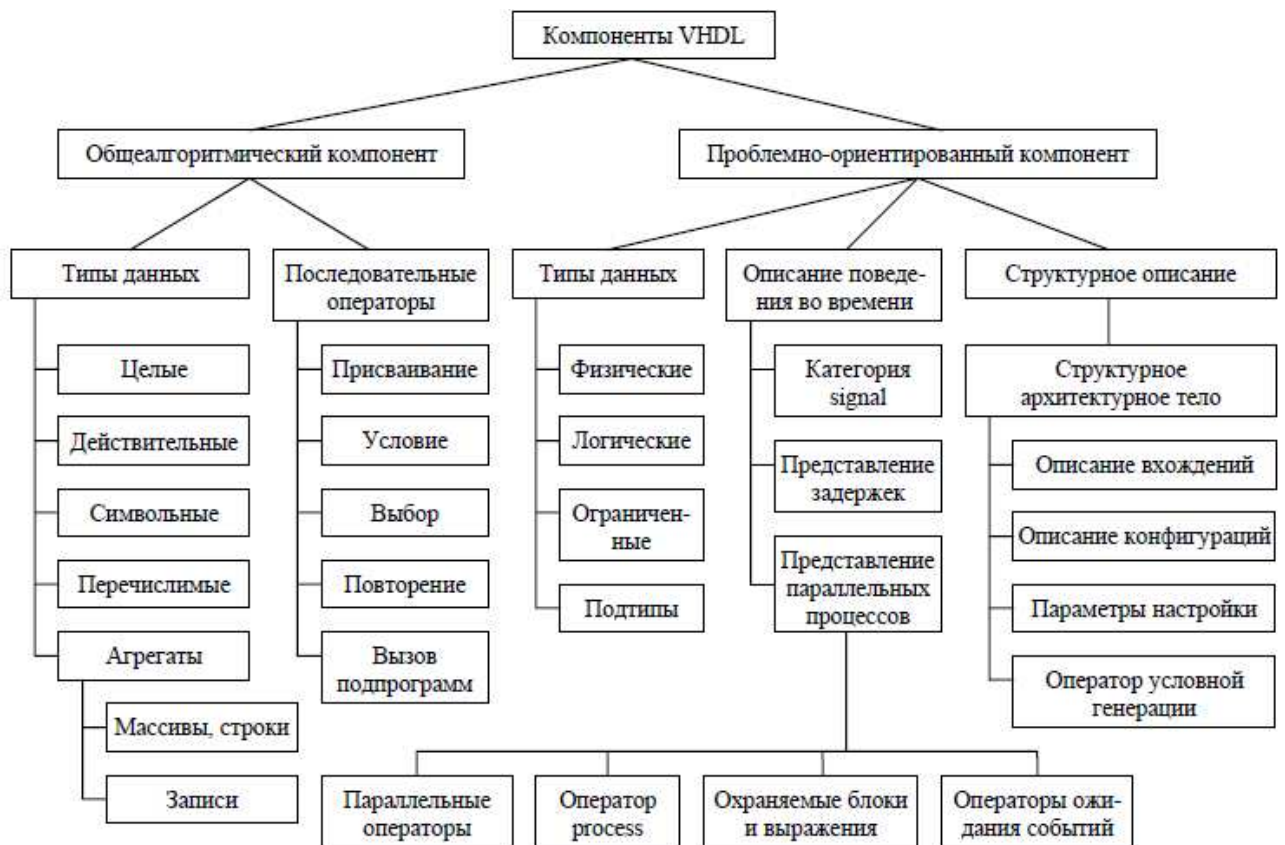 Компоненты VHDL
Общеалгоритмический компонент
Проблемно-ориентированный компонент
Типы данных
Последовательные
операторы
Типы данных
Описание поведе-
ния во времени
Структурное описание
Целые
Действительные
Символьные
Перечислимые
Агрегаты
Массивы, строки
Записи
Присваивание
Условие
Выбор
Повторение
Вызов
подпрограмм
Физические
Логические
Ограничен-
ные
Подтипы
Категория
signal
Представление
задержек
Представление
параллельных
процессов
Структурное
архитектурное тело
Описание вхождений
Описание конфигураций
Параметры настройки
Оператор условной
генерации
Параллельные
операторы
Оператор
process
Охраняемые блоки
и выражения
Операторы ожи-
дания событий